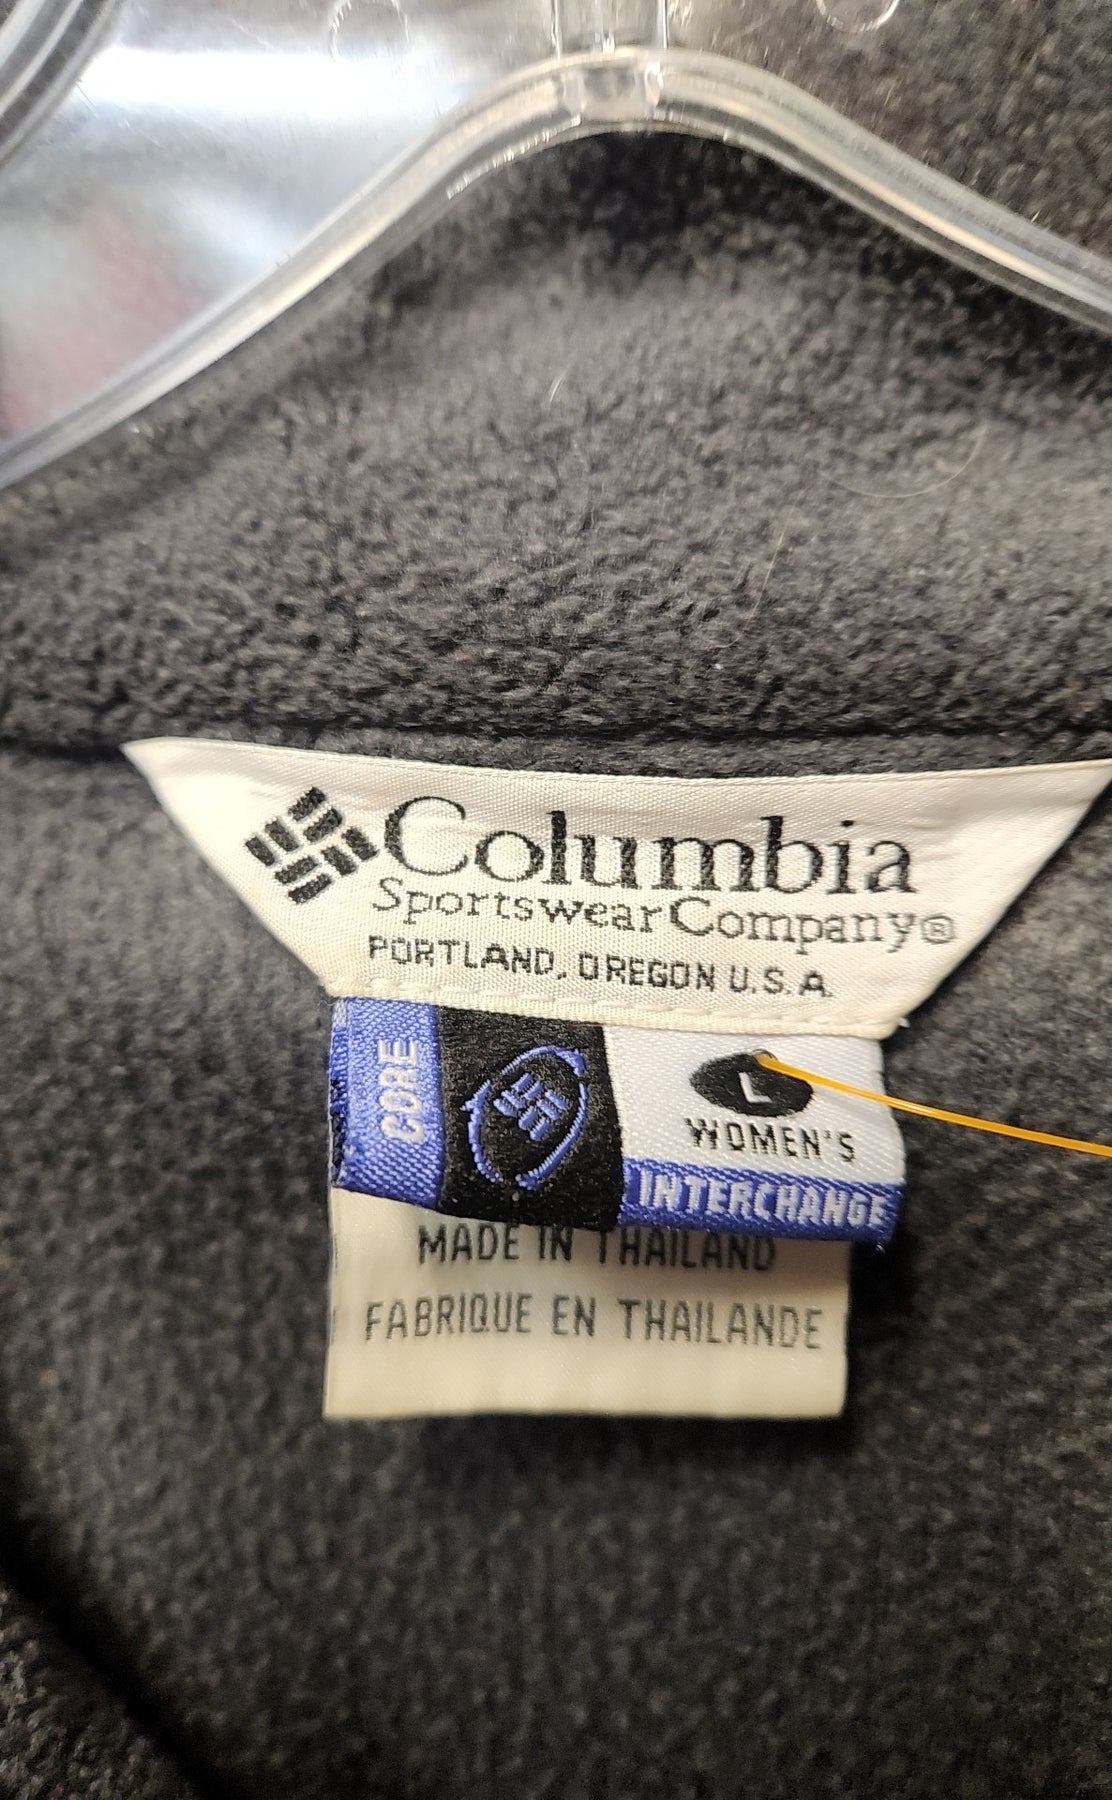 Columbia
Sportswear Company®
PORTLAND, OREGON U.S.A.
CORE
L
WOMEN'S
INTERCHANGE
MADE IN THAILAND
FABRIQUE EN THAILANDE